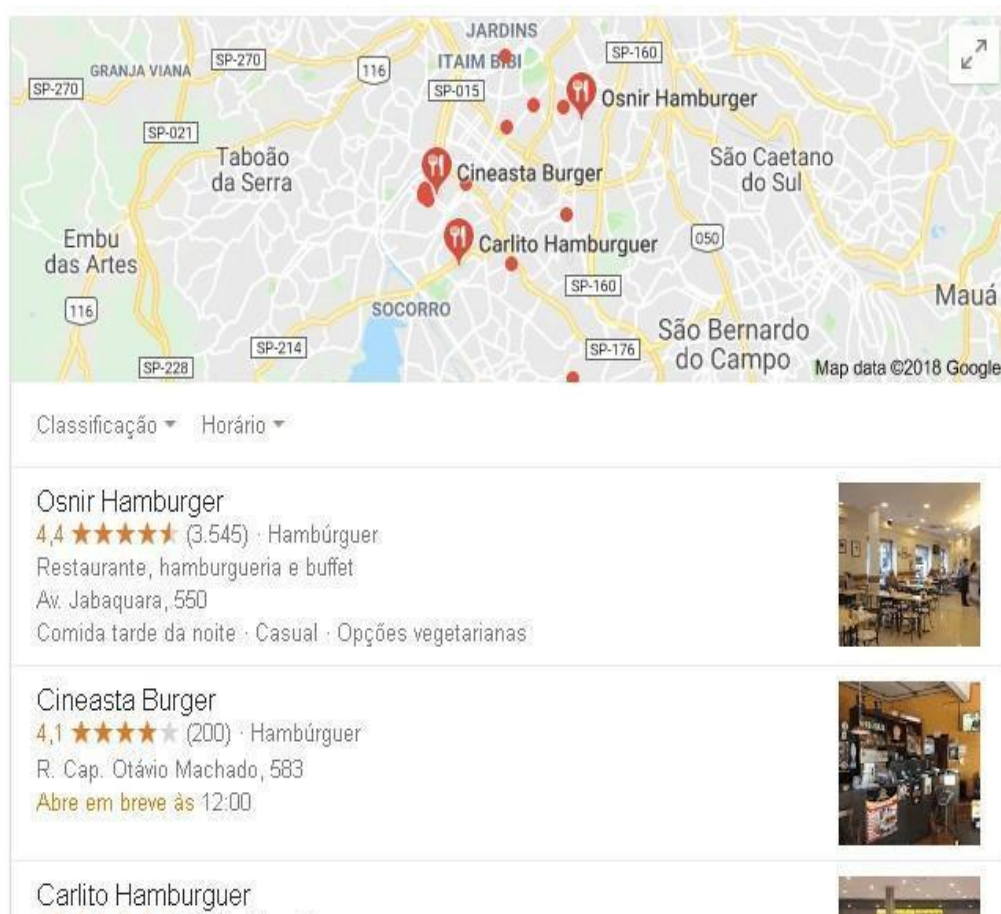 JARDINS
GRANJA VIANA
SP-270
116
ITAIM BIBI
SP-160
SP-270
SP-015
Osnir Hamburger
SP-021
Taboão
da Serra
Cineasta Burger
São Caetano
do Sul
Embu
das Artes
Carlito Hamburguer
050
SP-160
Mauá
116
SOCORRO
São Bernardo
do Campo
SP-214
SP-176
SP-228
Map data ©2018 Google
Classificação Horário
Osnir Hamburger
4,4 ★★★★★ (3.545) · Hambúrguer
Restaurante, hamburgueria e buffet
Av. Jabaquara, 550
Comida tarde da noite · Casual · Opções vegetarianas
Cineasta Burger
4,1 ★★★★★ (200) · Hambúrguer
R. Cap. Otávio Machado, 583
Abre em breve às 12:00
Carlito Hamburguer